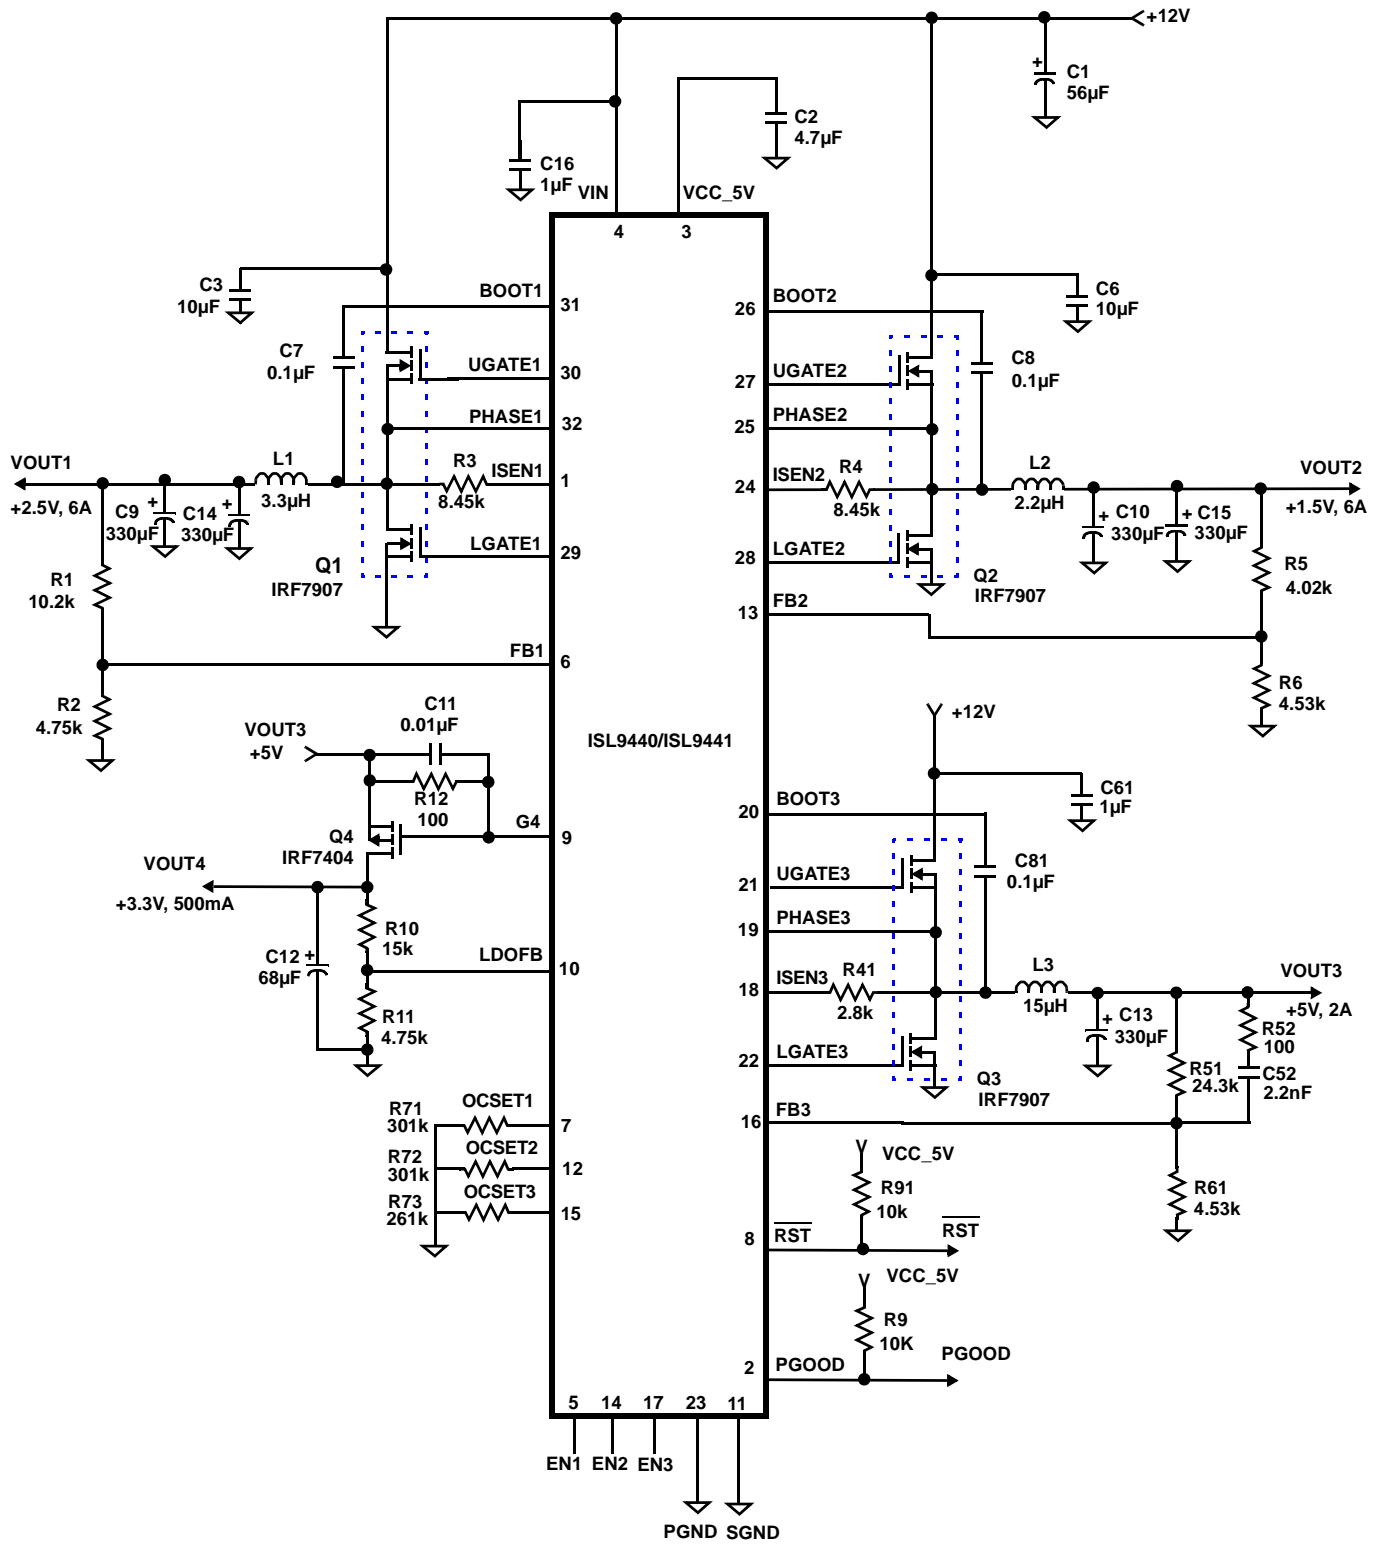 +12V
C1
56µF
C2
4.7µF
C16
1µF
VIN
VCC_5V
4
3
C3
10µF
BOOT1
31
26
BOOT2
C6
10µF
C7
0.1µF
UGATE1
30
27
UGATE2
C8
0.1µF
PHASE1
32
25
PHASE2
VOUT1
+2.5V, 6A
L1
3.3µH
R3
8.45k
ISEN1
1
24
ISEN2
R4
8.45k
L2
2.2µH
VOUT2
+1.5V, 6A
C9
330µF
+
C14
330µF
+
+
C10
330µF
+
C15
330µF
LGATE1
29
28
LGATE2
Q1
IRF7907
Q2
IRF7907
R1
10.2k
R5
4.02k
13
FB2
FB1
6
R2
4.75k
R6
4.53k
C11
0.01µF
VOUT3
+5V
ISL9440/ISL9441
+12V
R12
100
BOOT3
20
C61
1µF
G4
9
Q4
IRF7404
VOUT4
+3.3V, 500mA
21
UGATE3
C81
0.1µF
R10
15k
19
PHASE3
C12
68µF
+
LDOFB
10
18
ISEN3
R41
2.8k
L3
15µH
VOUT3
+5V, 2A
R11
4.75k
+
C13
330µF
R52
100
22
LGATE3
R51
24.3k
C52
2.2nF
Q3
IRF7907
R71
301k
OCSET1
7
16
FB3
R72
301k
OCSET2
12
VCC_5V
R73
261k
OCSET3
15
R91
10k
R61
4.53k
8
RST
RST
VCC_5V
R9
10K
2
PGOOD
PGOOD
5
14
17
23
11
EN1
EN2
EN3
PGND
SGND
+